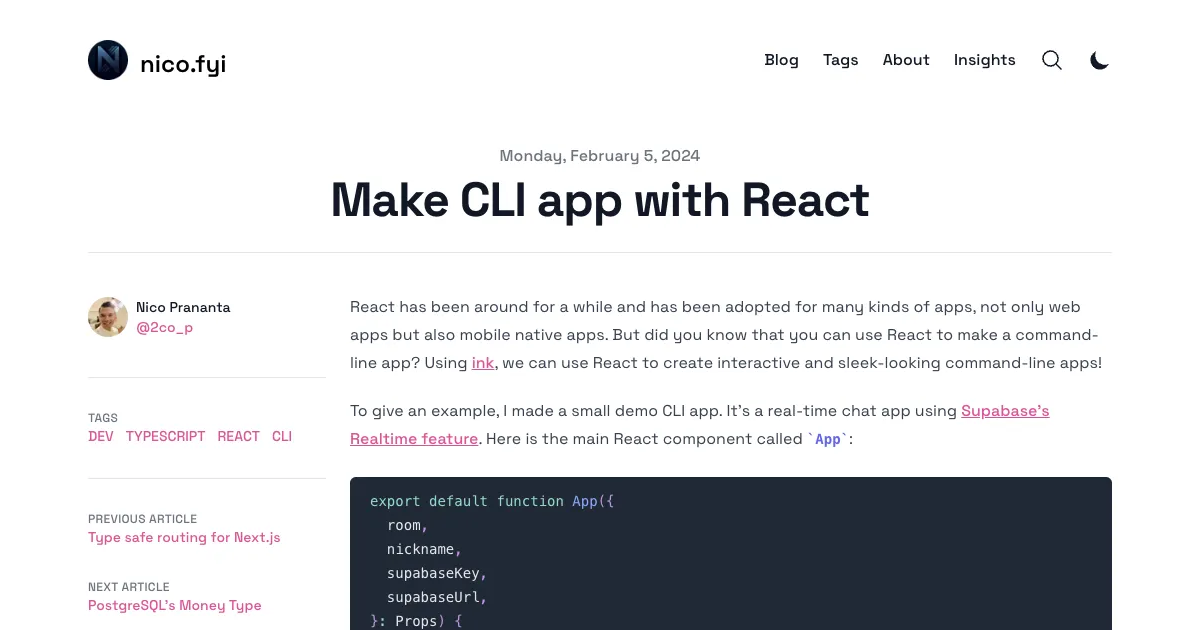 nico.fyi
Blog Tags About Insights
Monday, February 5, 2024
Make CLI app with React
Nico Prananta
@2co_p
TAGS
DEV TYPESCRIPT REACT CLI
PREVIOUS ARTICLE
Type safe routing for Next.js
NEXT ARTICLE
PostgreSQL's Money Type
React has been around for a while and has been adopted for many kinds of apps, not only web
apps but also mobile native apps. But did you know that you can use React to make a command-
line app? Using ink, we can use React to create interactive and sleek-looking command-line apps!
To give an example, I made a small demo CLI app. It's a real-time chat app using Supabase's
Realtime feature. Here is the main React component called `App`:
export default function App({
  room,
  nickname,
  supabaseKey,
  supabaseUrl,
}: Props) {